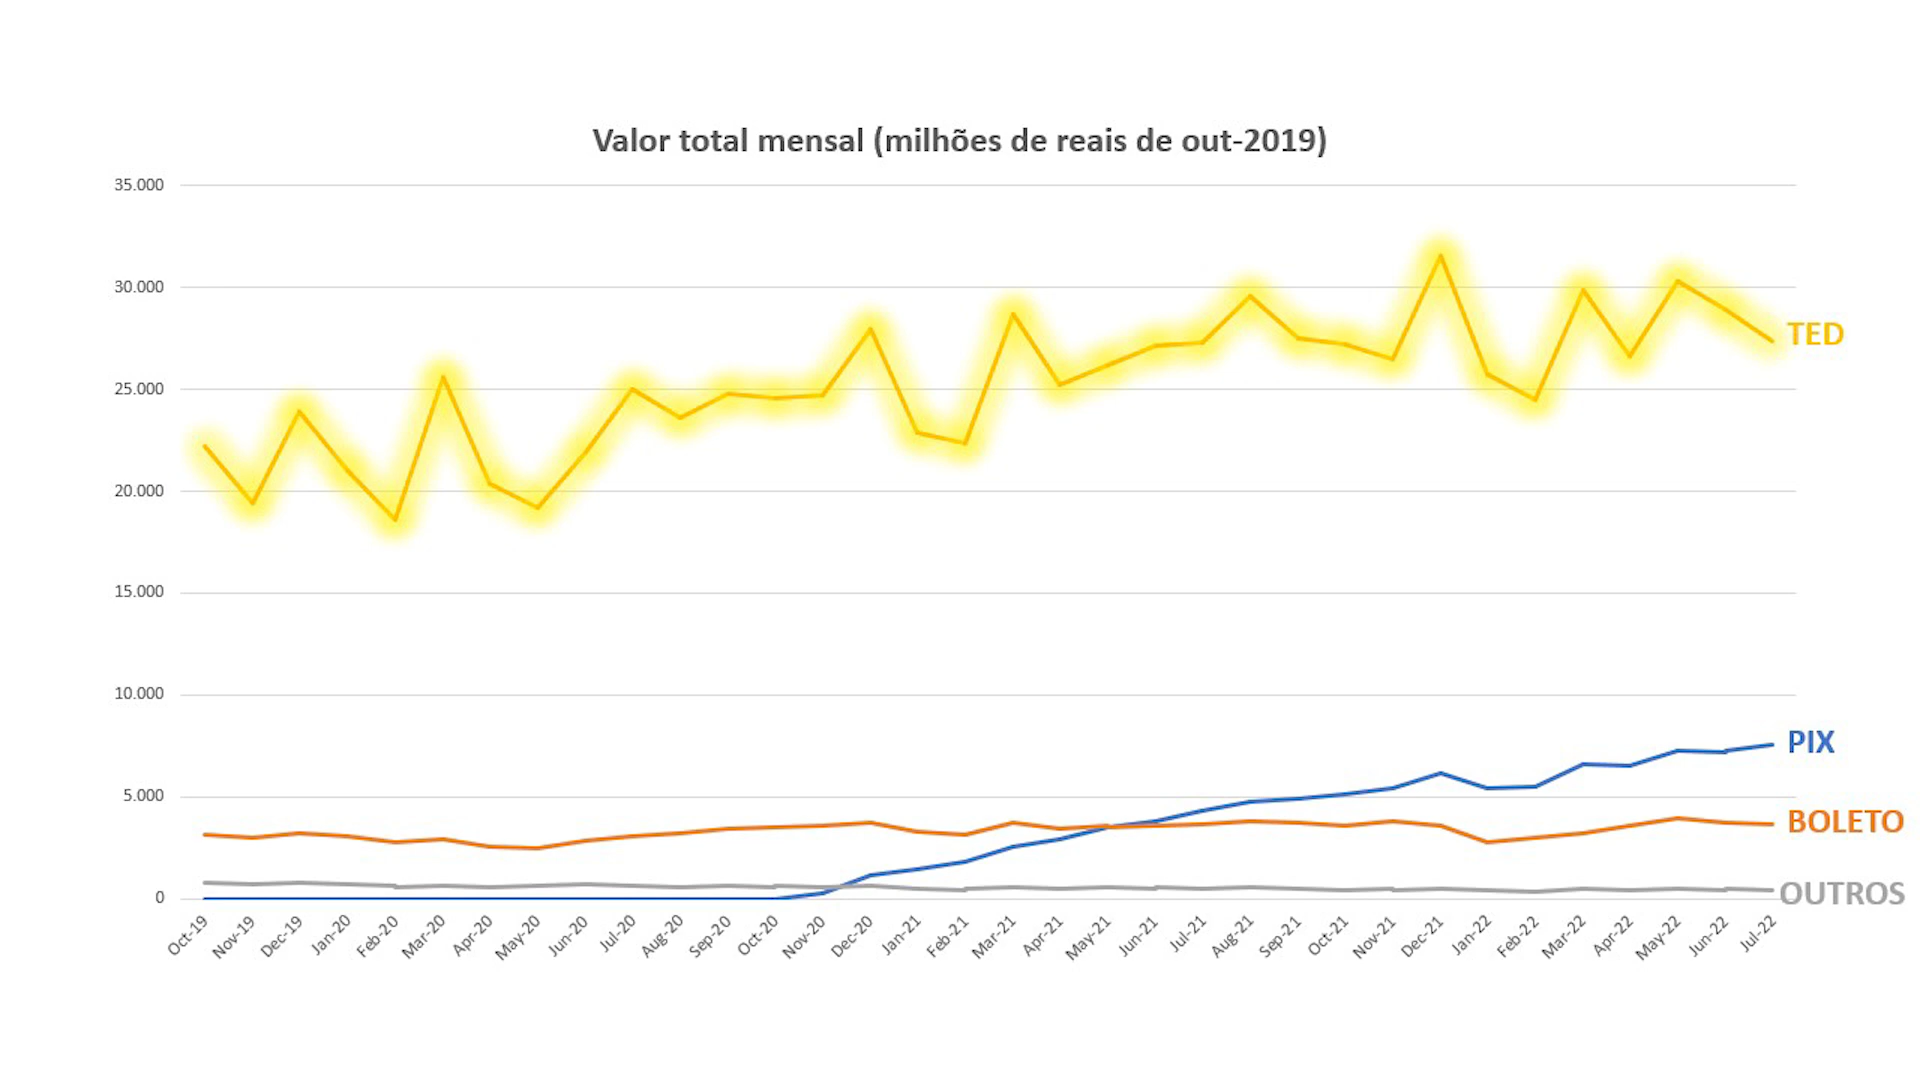 Valor total mensal (milhões de reais de out-2019)
35.000
30.000
25.000
20.000
15.000
10.000
5.000
0
TED
PIX
BOLETO
OUTROS
Oct-19
Nov-19
Dec-19
Jan-20
Feb-20
Mar-20
Apr-20
May-20
Jun-20
Jul-20
Aug-20
Sep-20
Oct-20
Nov-20
Dec-20
Jan-21
Feb-21
Mar-21
Apr-21
May-21
Jun-21
Jul-21
Aug-21
Sep-21
Oct-21
Nov-21
Dec-21
Jan-22
Feb-22
Mar-22
Apr-22
May-22
Jun-22
Jul-22